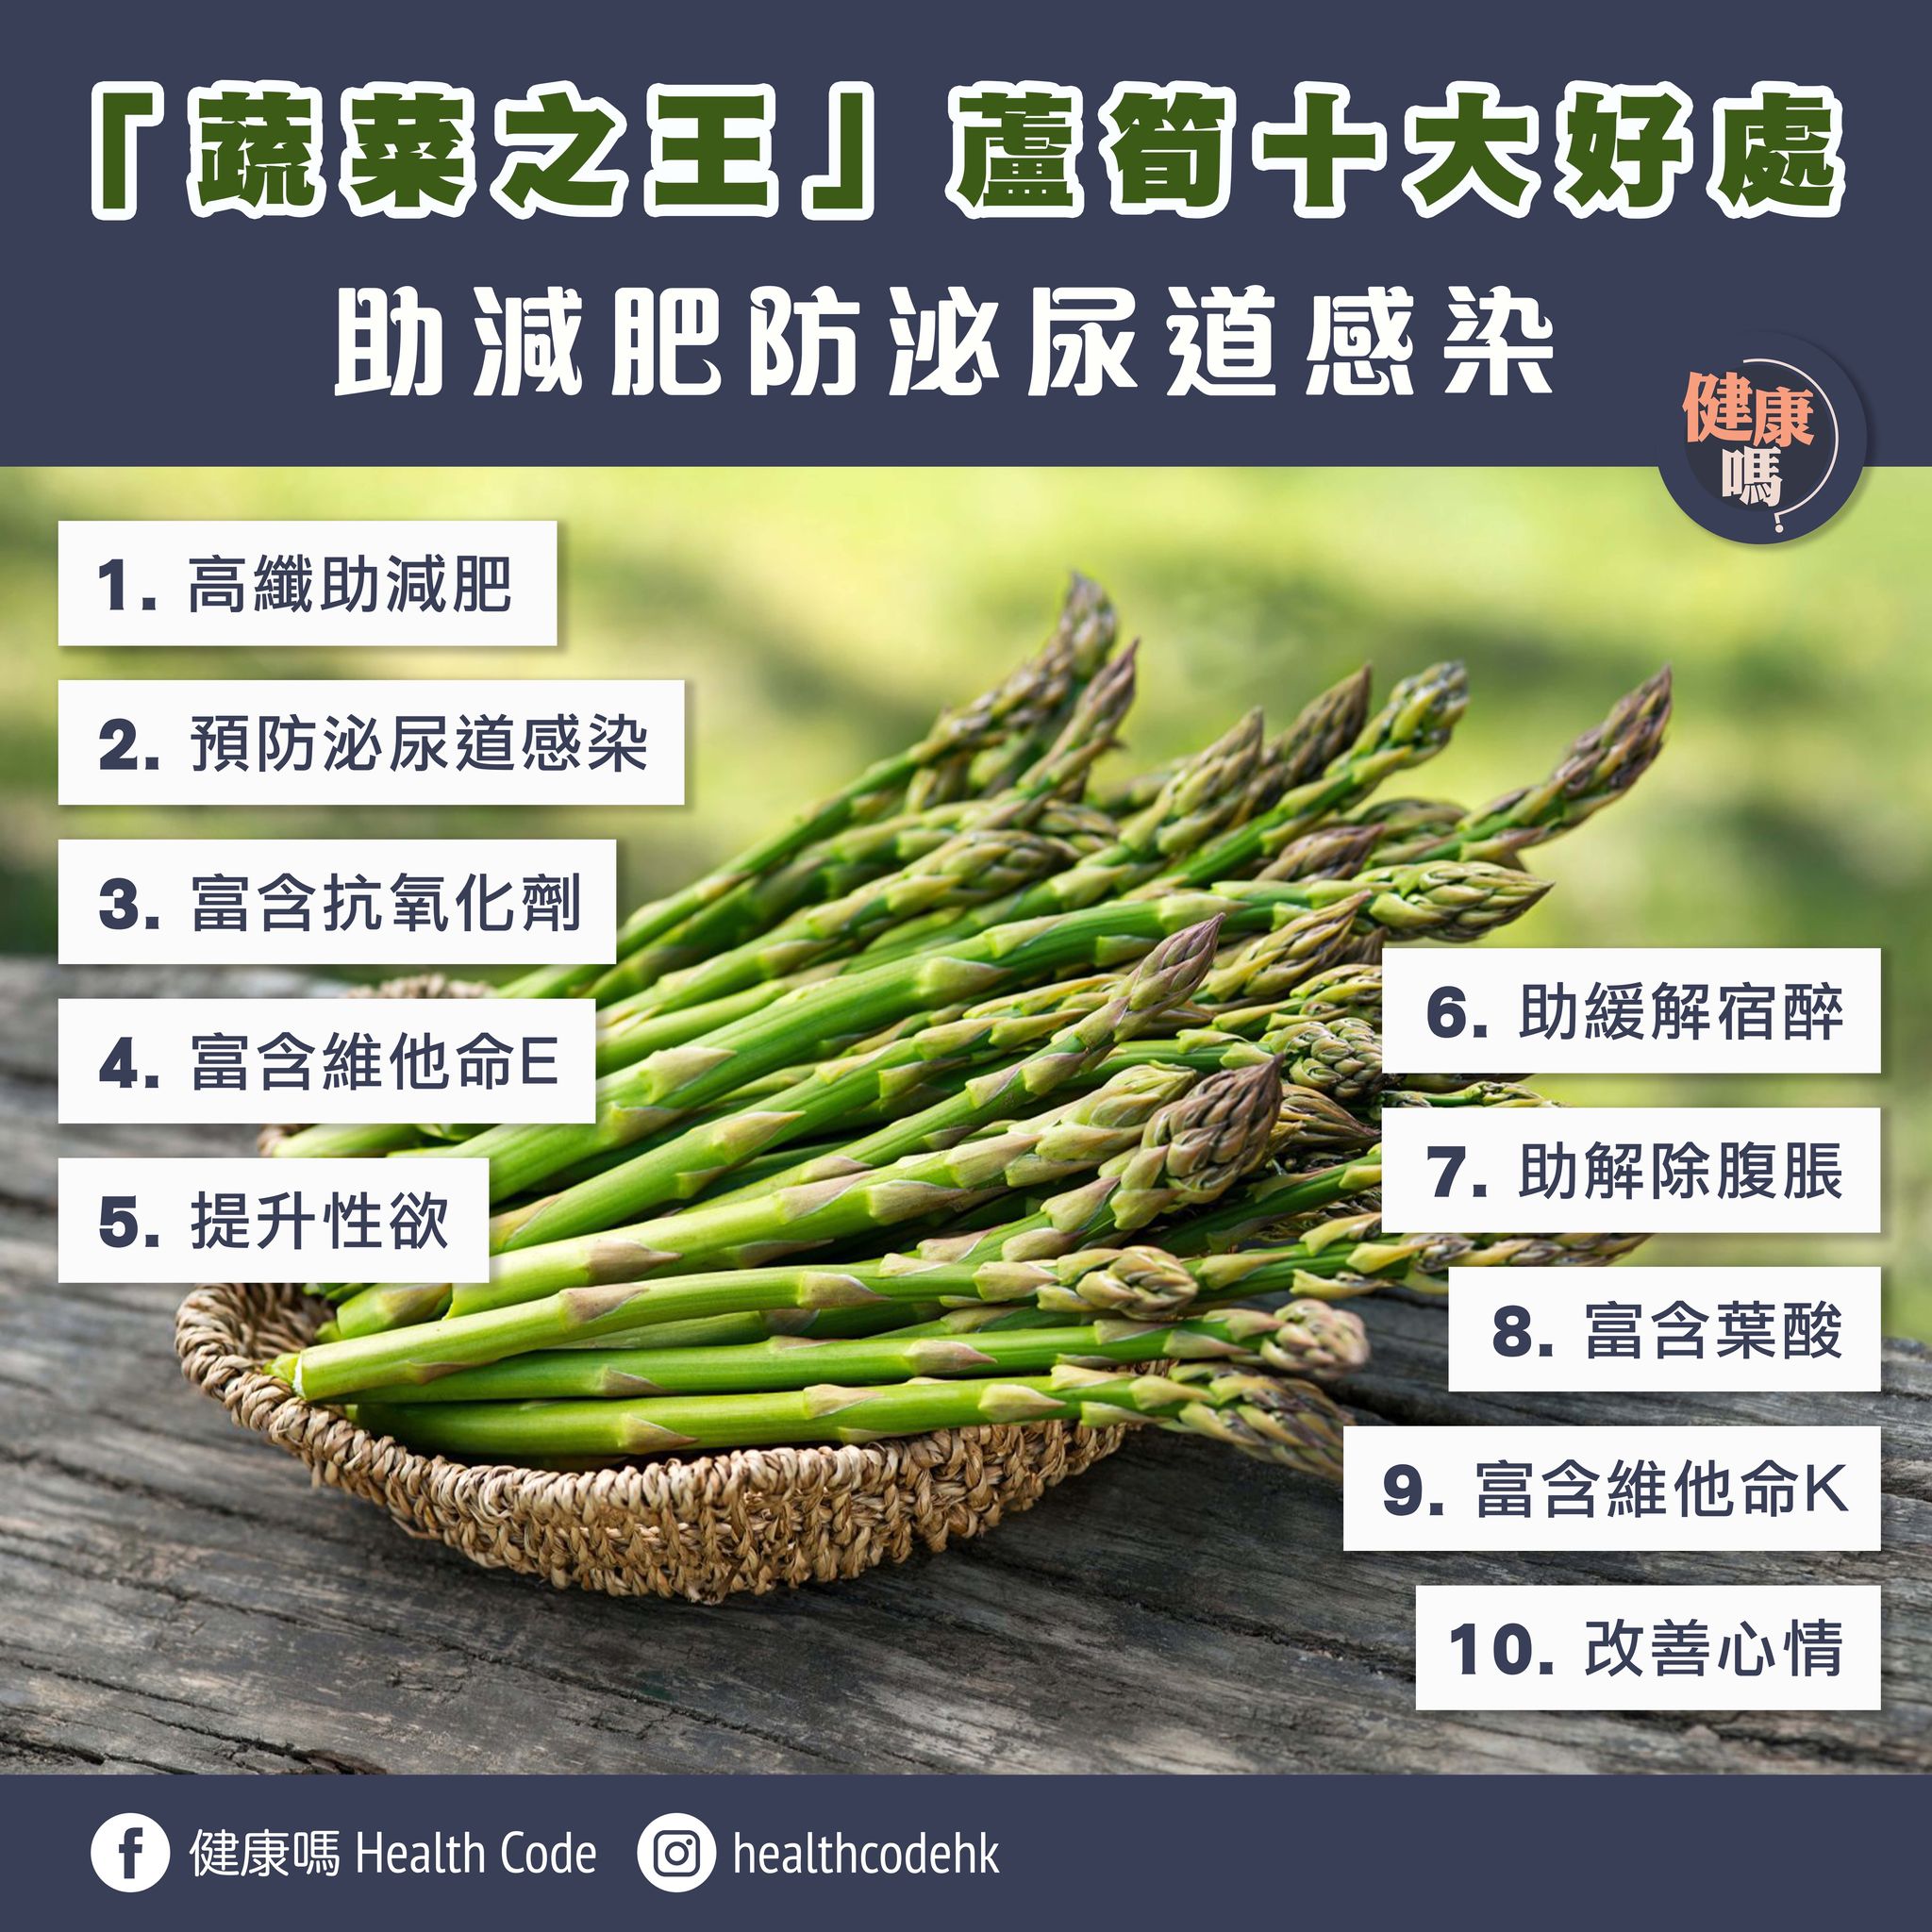 「蔬菜之王」蘆筍十大好處
助減肥防泌尿道感染
健康
嗎?
1. 高纖助減肥
2. 預防泌尿道感染
3. 富含抗氧化劑
4. 富含維他命E
5. 提升性欲
6. 助緩解宿醉
7. 助解除腹脹
8. 富含葉酸
9. 富含維他命K
10. 改善心情
健康嗎 Health Code
healthcodehk